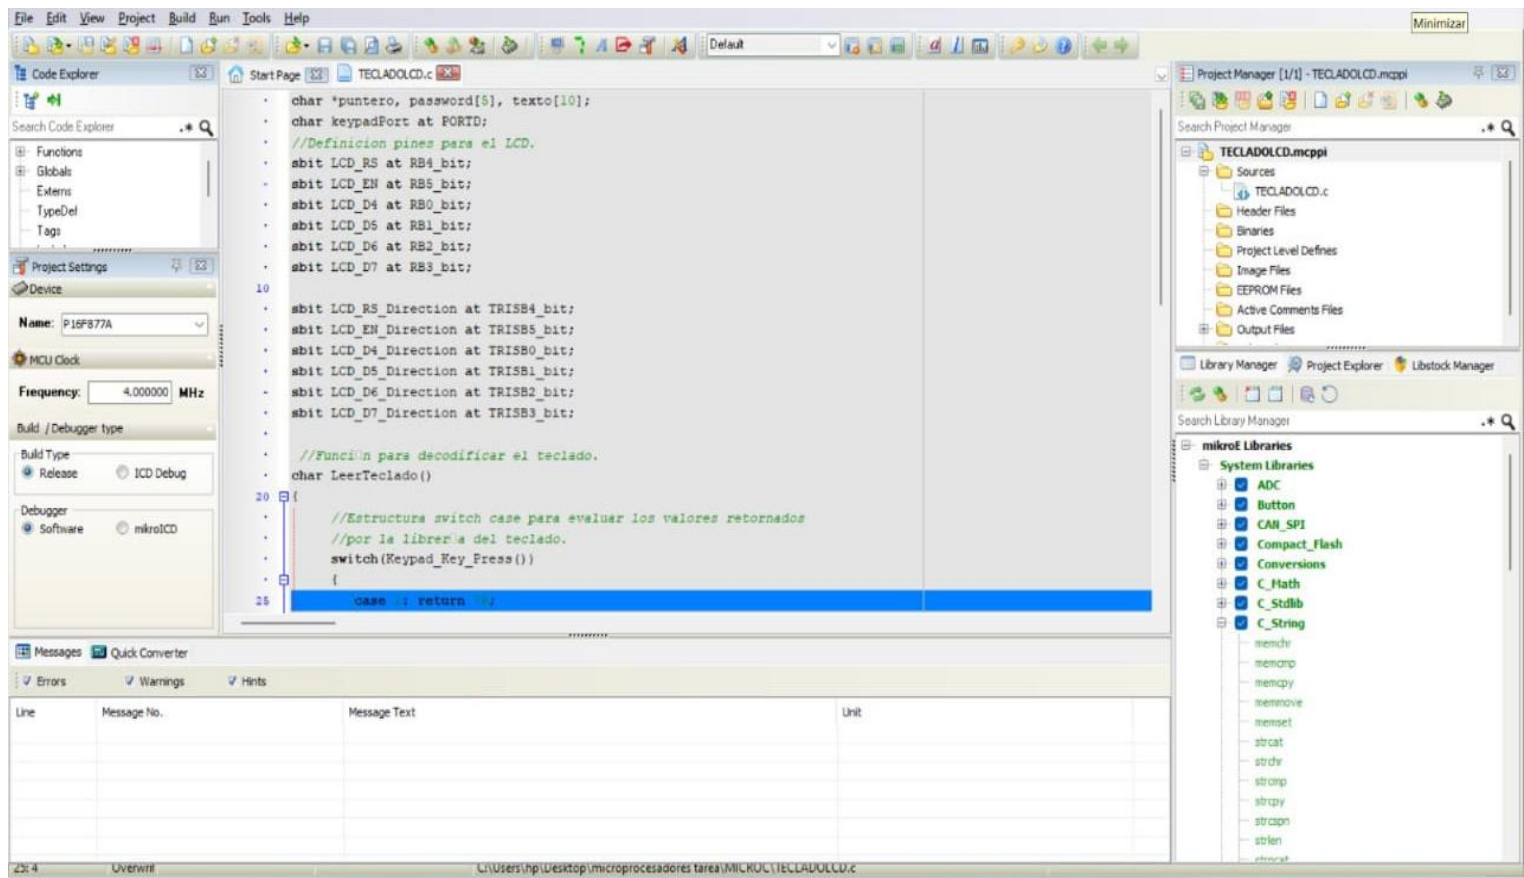 File Edit View Project Build Run Tools Help
Minimizar
Default
Code Explorer
Start Page TECLADOLCD.c
Project Manager [1/1] - TECLADOLCD.mcppi
Search Code Explorer
Functions
Globals
Externs
TypeDef
Tags
Project Settings
Device
Name: P16F877A
MCU Clock
Frequency: 4.000000 MHz
Build / Debugger type
Build Type
Release ICD Debug
Debugger
Software mikroICD
char *puntero, password[5], texto[10];
char keypadPort at PORTD;
//Definicion pines para el LCD.
sbit LCD_RS at RB4_bit;
sbit LCD_EN at RB5_bit;
sbit LCD_D4 at RB0_bit;
sbit LCD_D5 at RB1_bit;
sbit LCD_D6 at RB2_bit;
sbit LCD_D7 at RB3_bit;
10
sbit LCD_RS_Direction at TRISB4_bit;
sbit LCD_EN_Direction at TRISB5_bit;
sbit LCD_D4_Direction at TRISB0_bit;
sbit LCD_D5_Direction at TRISB1_bit;
sbit LCD_D6_Direction at TRISB2_bit;
sbit LCD_D7_Direction at TRISB3_bit;
//Funci□n para decodificar el teclado.
char LeerTeclado()
20 {
//Estructura switch case para evaluar los valores retornados
//por la librer□a del teclado.
switch(Keypad_Key_Press())
{
25 case : return ;
Search Project Manager
TECLADOLCD.mcppi
Sources
TECLADOLCD.c
Header Files
Binaries
Project Level Defines
Image Files
EEPROM Files
Active Comments Files
Output Files
Library Manager Project Explorer Libstock Manager
Search Library Manager
mikroE Libraries
System Libraries
ADC
Button
CAN_SPI
Compact_Flash
Conversions
C_Math
C_Stdlib
C_String
memchr
memcmp
memcpy
memmove
memset
strcat
strchr
strcmp
strcpy
strcspn
strlen
strncat
Messages Quick Converter
Errors Warnings Hints
Line Message No. Message Text Unit
25: 4 Overwrit C:\Users\hp\Desktop\microprocesadores tarea\MICROC\TECLADOLCD.c